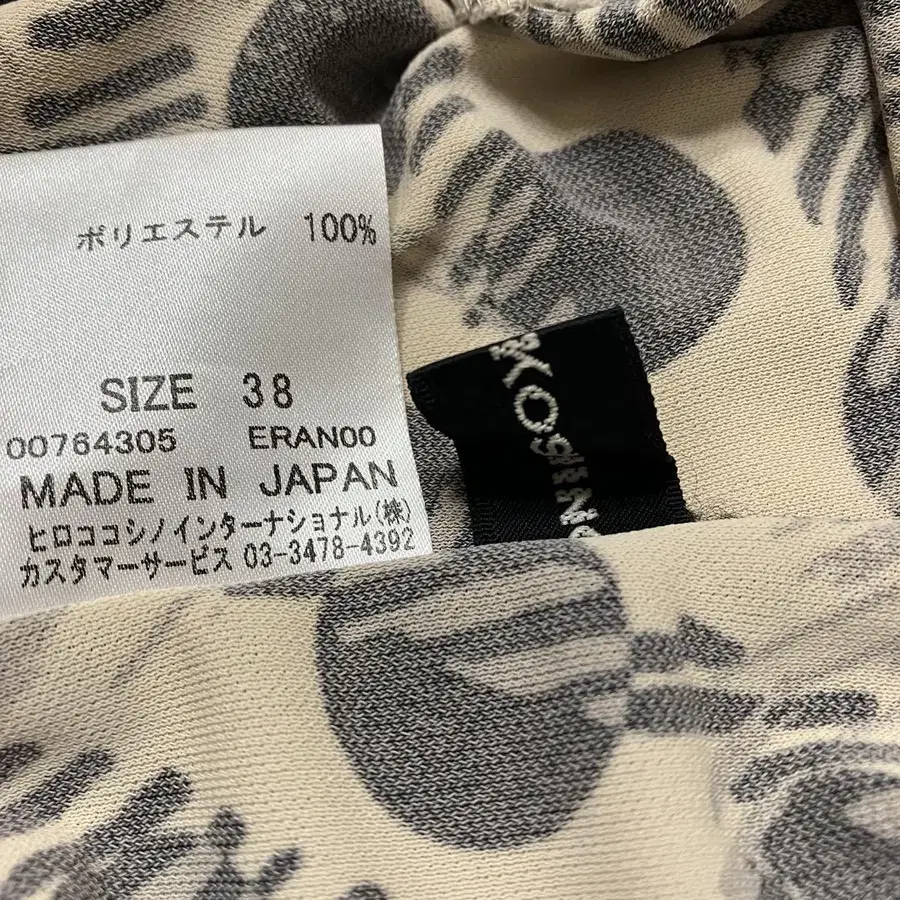 ポリエステル 100%
SIZE 38
00764305 ERAN00
MADE IN JAPAN
ヒロココシノインターナショナル(株)
カスタマーサービス 03-3478-4392
KOSHINO